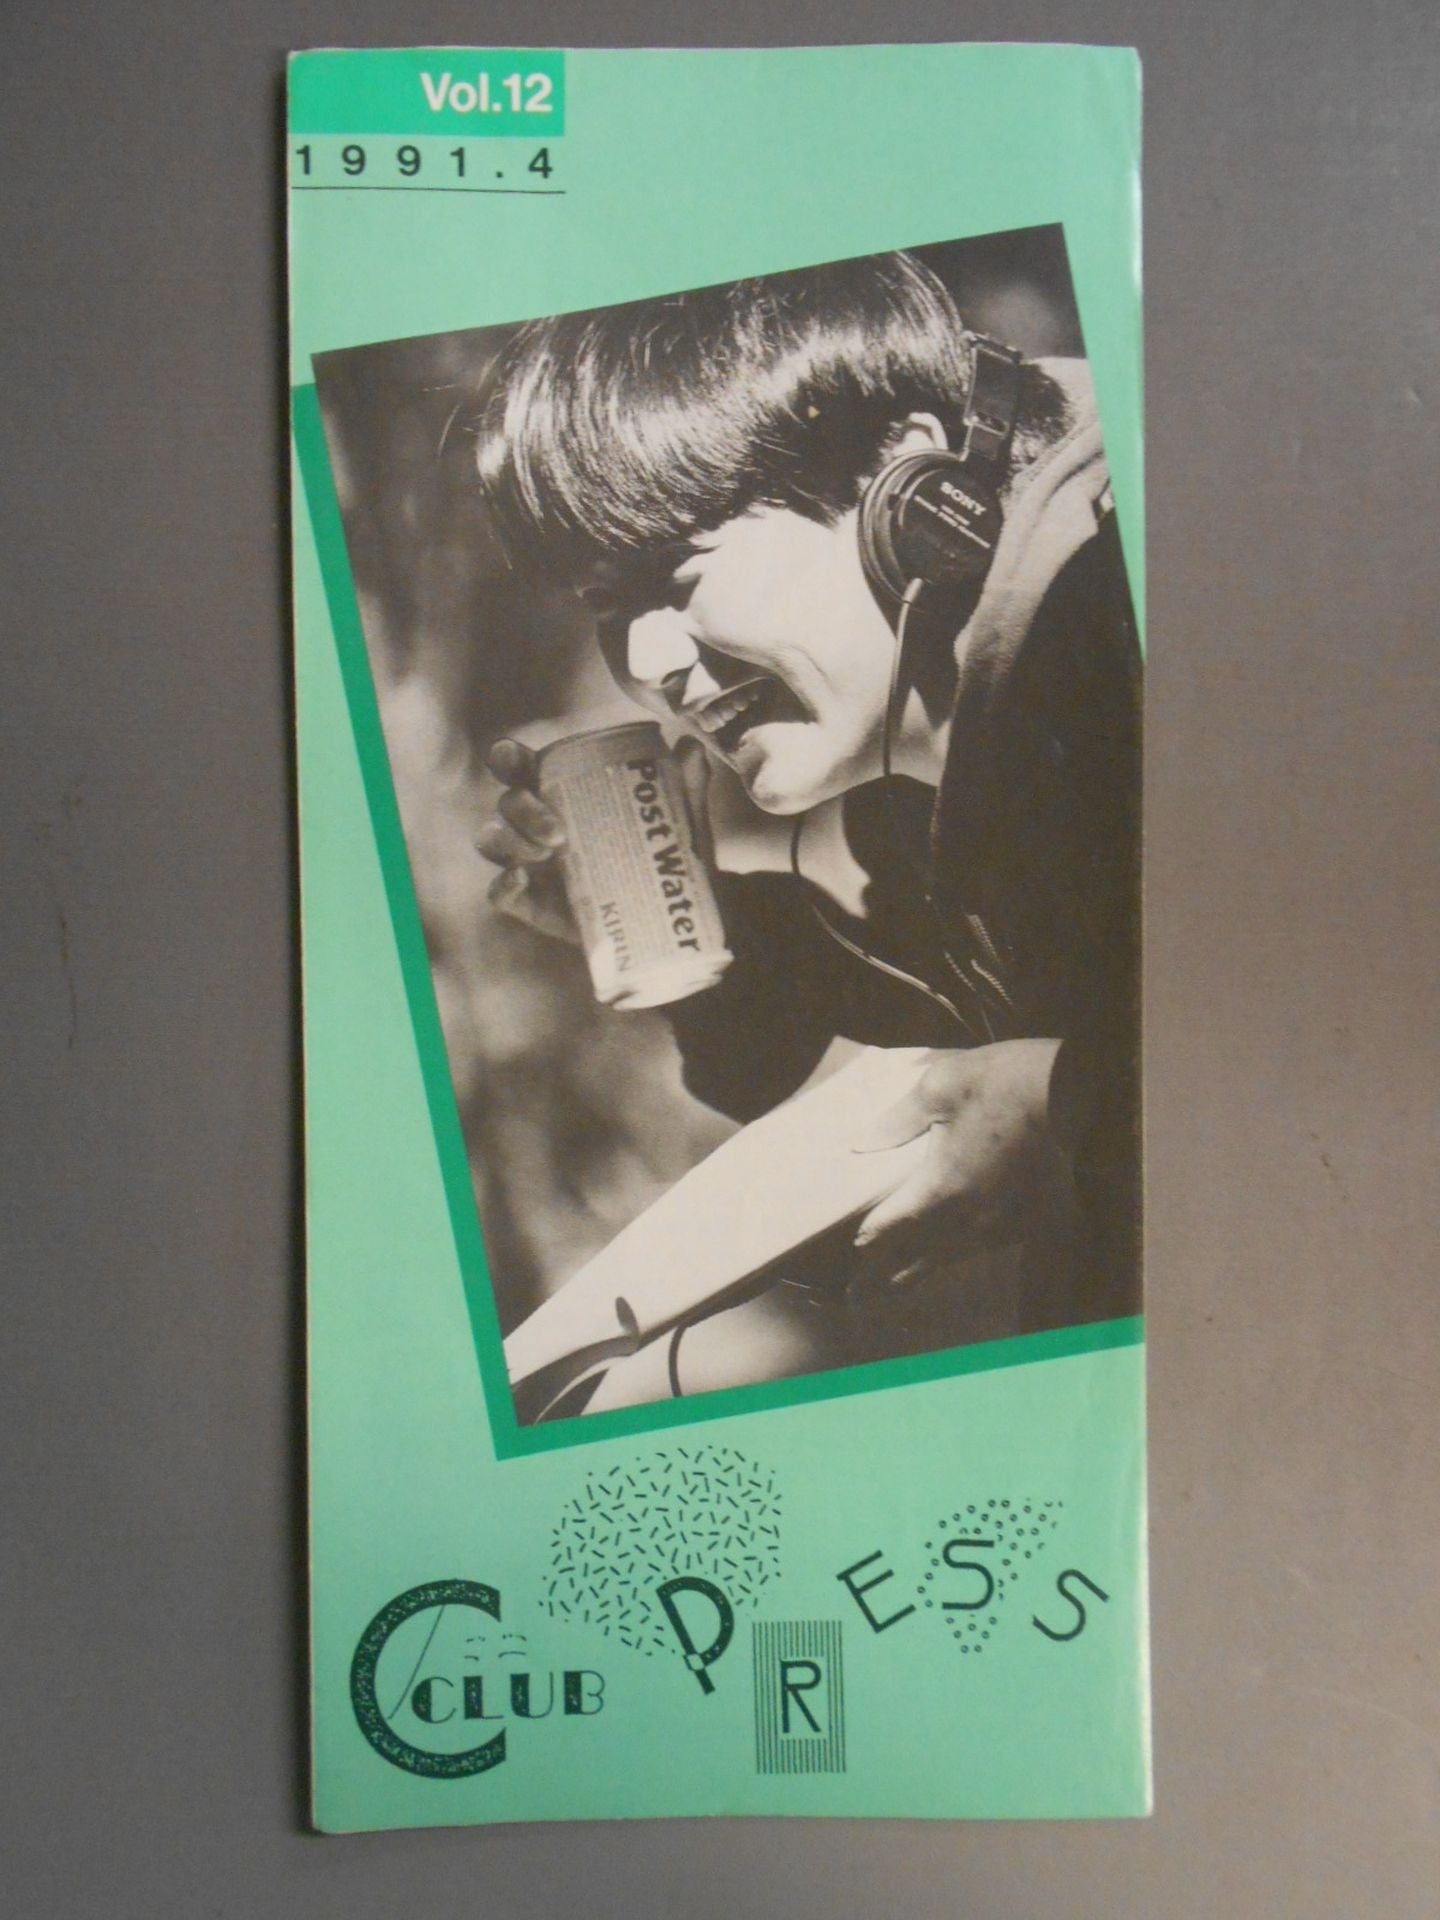 Vol.12
1991.4
SONY
Post Water
KIRIN
C CLUB PRESS